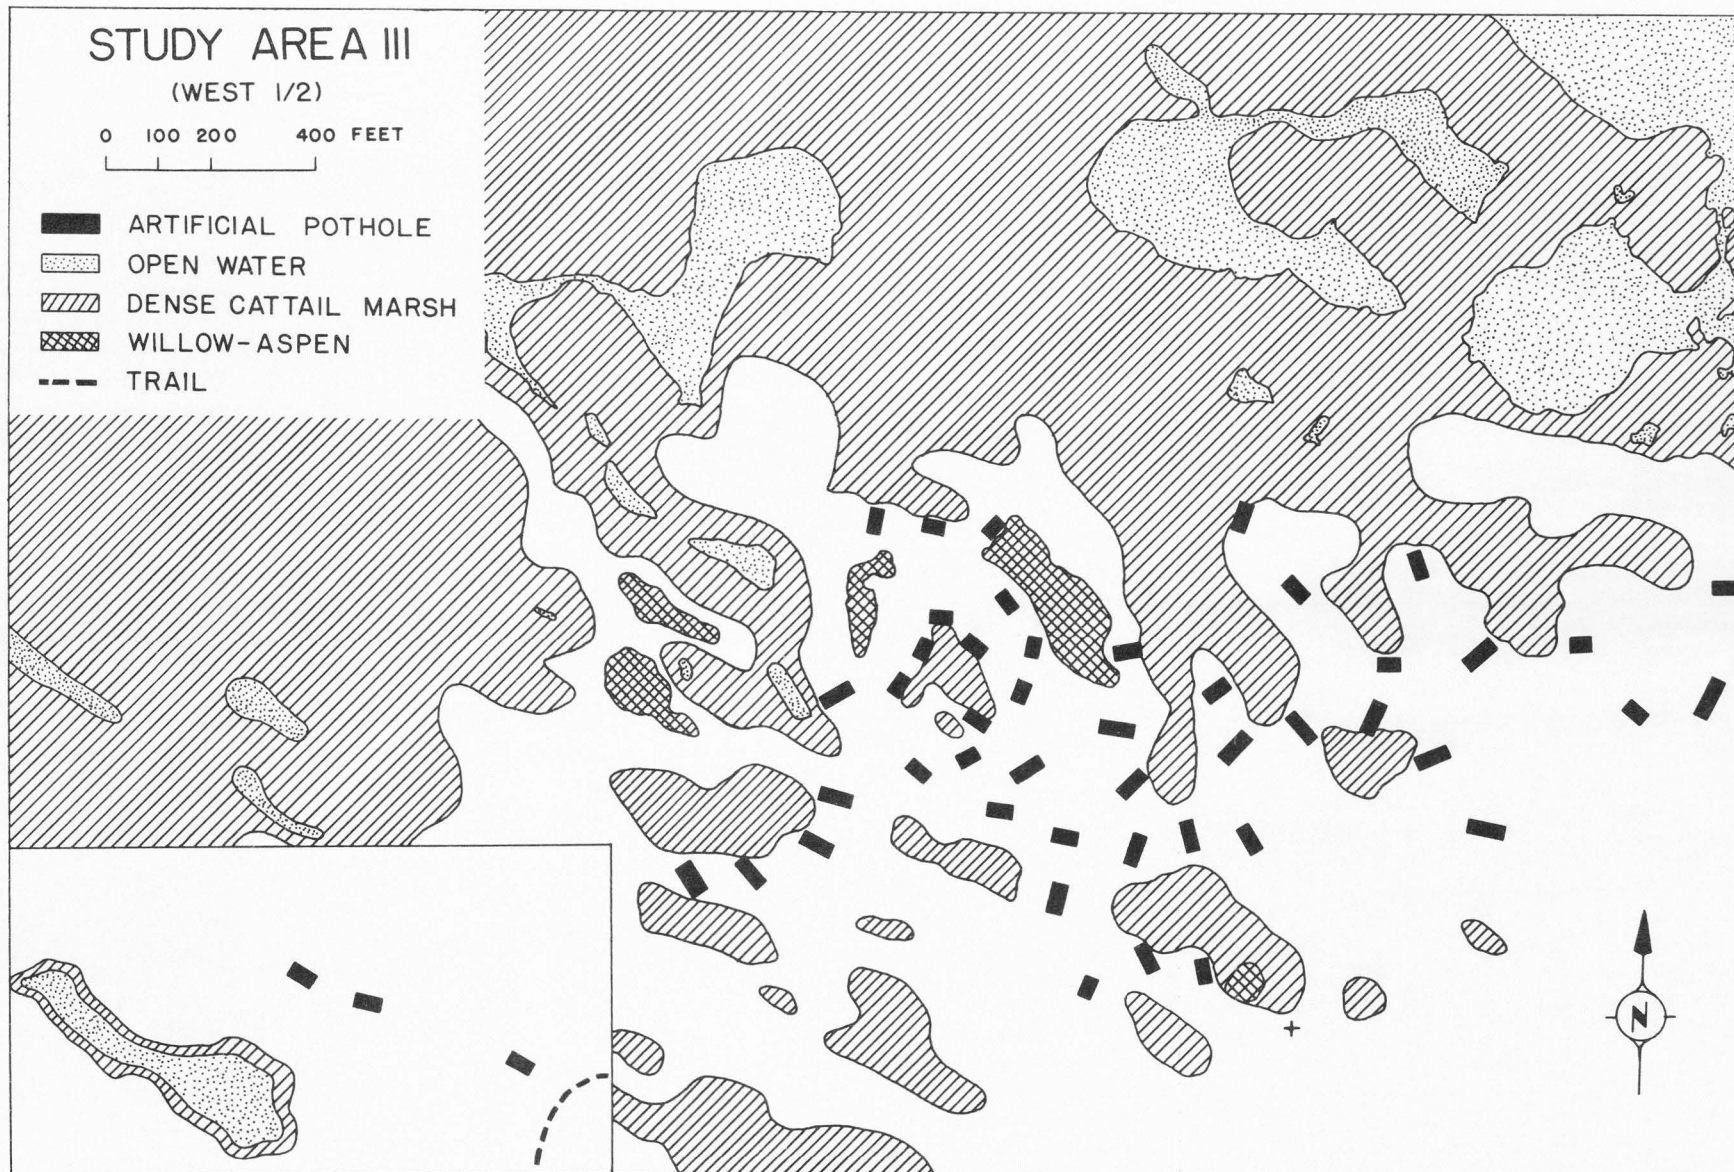 STUDY AREA III
(WEST 1/2)
0 100 200 400 FEET
ARTIFICIAL POTHOLE
OPEN WATER
DENSE CATTAIL MARSH
WILLOW-ASPEN
TRAIL
N